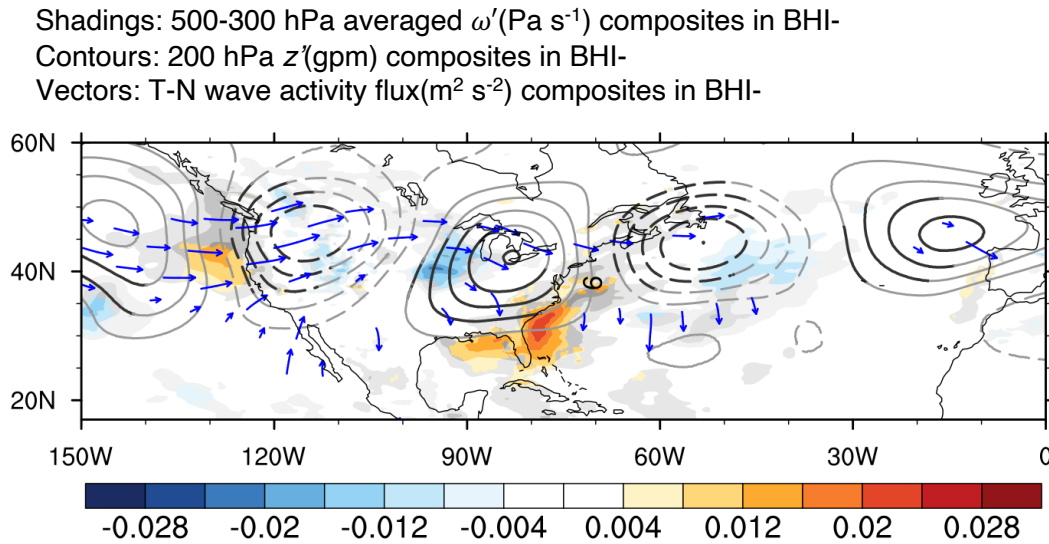 Shadings: 500-300 hPa averaged ω′(Pa s⁻¹) composites in BHI-
Contours: 200 hPa z′(gpm) composites in BHI-
Vectors: T-N wave activity flux(m² s⁻²) composites in BHI-
60N
40N
20N
9
150W 120W 90W 60W 30W 0
-0.028 -0.02 -0.012 -0.004 0.004 0.012 0.02 0.028